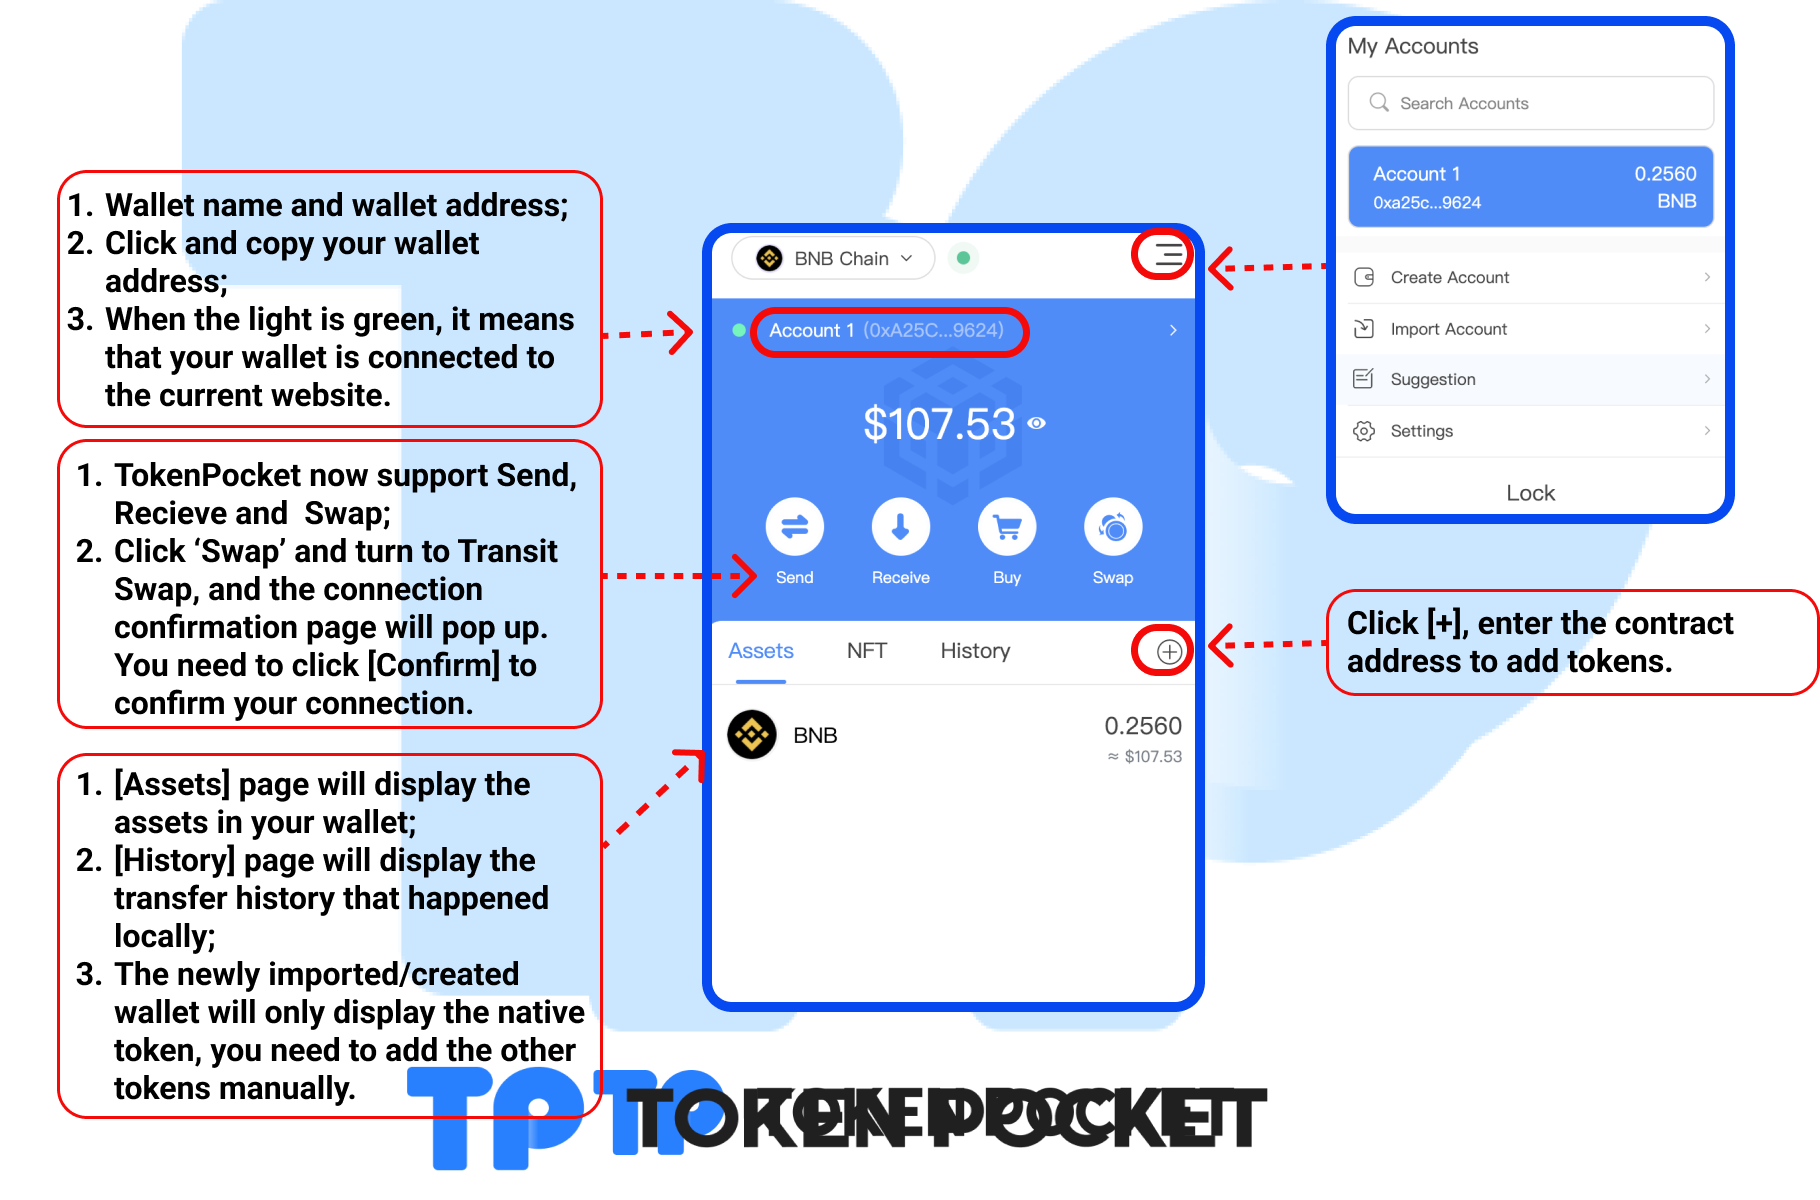 1. Wallet name and wallet address;
2. Click and copy your wallet
address;
3. When the light is green, it means
that your wallet is connected to
the current website.
1. TokenPocket now support Send,
Recieve and  Swap;
2. Click ‘Swap’ and turn to Transit
Swap, and the connection
confirmation page will pop up.
You need to click [Confirm] to
confirm your connection.
1. [Assets] page will display the
assets in your wallet;
2. [History] page will display the
transfer history that happened
locally;
3. The newly imported/created
wallet will only display the native
token, you need to add the other
tokens manually.
BNB Chain
Account 1 (0xA25C...9624)
$107.53
Send Receive Buy Swap
Assets NFT History
BNB 0.2560
≈ $107.53
My Accounts
Search Accounts
Account 1 0.2560
0xa25c...9624 BNB
Create Account
Import Account
Suggestion
Settings
Lock
Click [+], enter the contract
address to add tokens.
TP TP TOKEN POCKET TOKEN POCKET